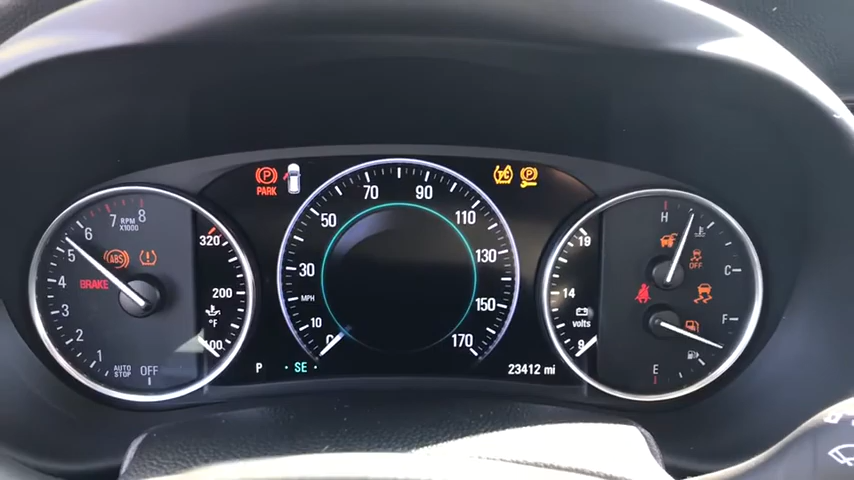 8
7
RPM
X1000
6
5
4
3
2
1
ABS
BRAKE
AUTO
STOP
OFF
320
200
°F
100
P
PARK
P
SE
10
30
50
70
90
110
130
150
170
MPH
P
23412 mi
19
14
volts
9
H
C
OFF
F
E